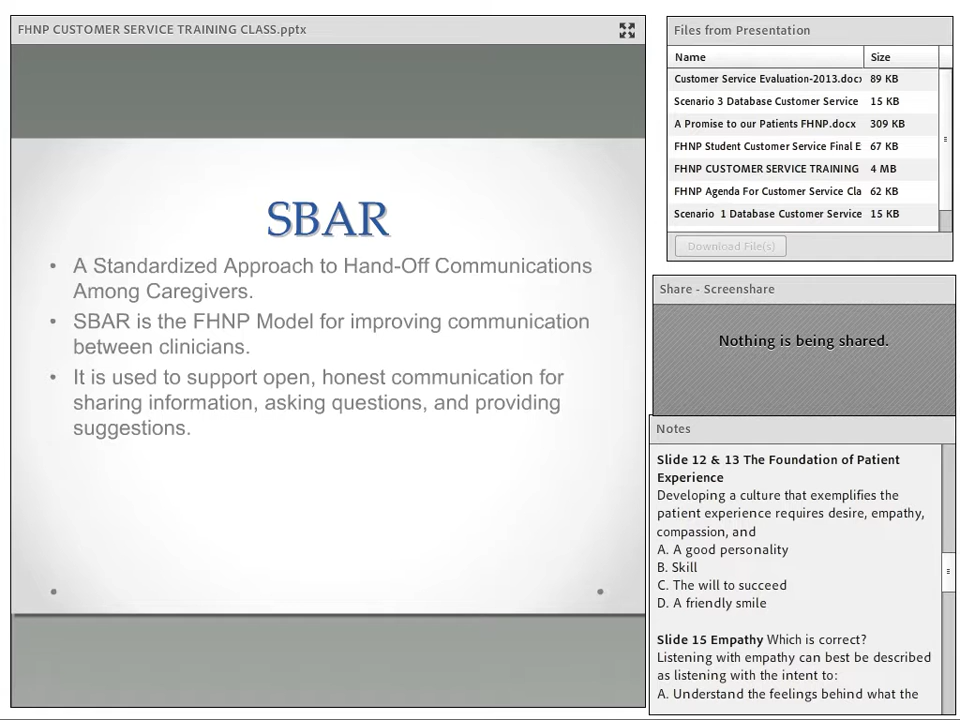 FHNP CUSTOMER SERVICE TRAINING CLASS.pptx
SBAR
• A Standardized Approach to Hand-Off Communications
Among Caregivers.
• SBAR is the FHNP Model for improving communication
between clinicians.
• It is used to support open, honest communication for
sharing information, asking questions, and providing
suggestions.
Files from Presentation
Name Size
Customer Service Evaluation-2013.docx 89 KB
Scenario 3 Database Customer Service 15 KB
A Promise to our Patients FHNP.docx 309 KB
FHNP Student Customer Service Final E 67 KB
FHNP CUSTOMER SERVICE TRAINING 4 MB
FHNP Agenda For Customer Service Cla 62 KB
Scenario 1 Database Customer Service 15 KB
Download File(s)
Share - Screenshare
Nothing is being shared.
Notes
Slide 12 & 13 The Foundation of Patient
Experience
Developing a culture that exemplifies the
patient experience requires desire, empathy,
compassion, and
A. A good personality
B. Skill
C. The will to succeed
D. A friendly smile
Slide 15 Empathy Which is correct?
Listening with empathy can best be described
as listening with the intent to:
A. Understand the feelings behind what the